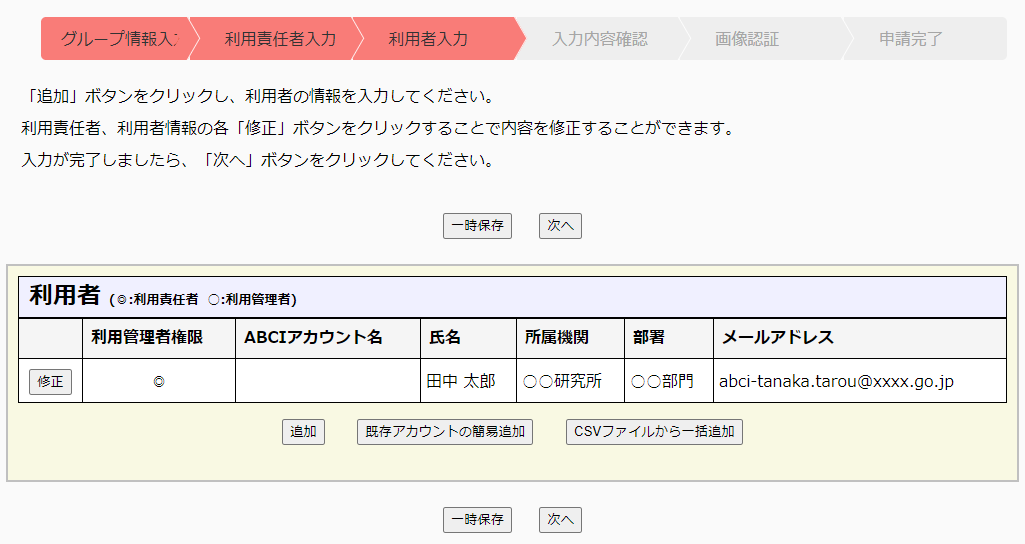 グループ情報入 利用責任者入力 利用者入力 入力内容確認 画像認証 申請完了
「追加」ボタンをクリックし、利用者の情報を入力してください。
利用責任者、利用者情報の各「修正」ボタンをクリックすることで内容を修正することができます。
入力が完了しましたら、「次へ」ボタンをクリックしてください。
一時保存 次へ
利用者 (◎:利用責任者 ○:利用管理者)
利用管理者権限 ABCIアカウント名 氏名 所属機関 部署 メールアドレス
修正 ◎ 田中 太郎 ○○研究所 ○○部門 abci-tanaka.tarou@xxxx.go.jp
追加 既存アカウントの簡易追加 CSVファイルから一括追加
一時保存 次へ